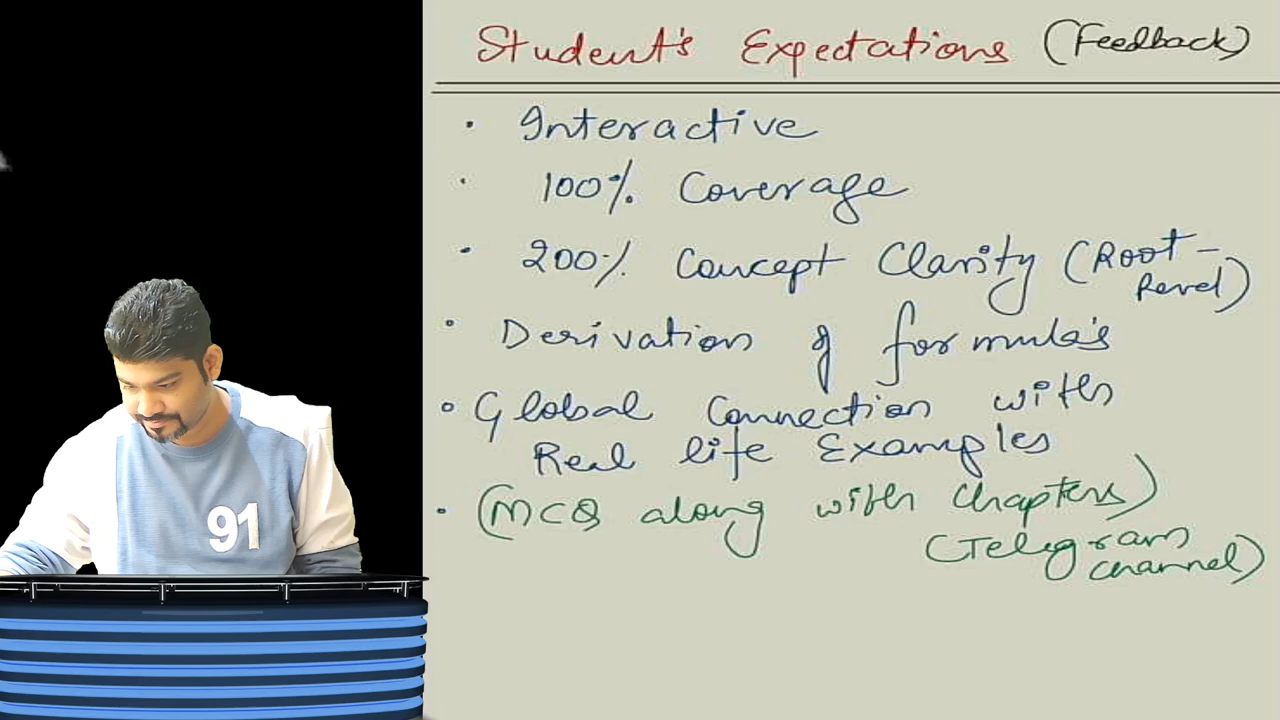 Student's Expectations (Feedback)
• Interactive
• 100% Coverage
• 200% Concept Clarity (Root-
level)
• Derivation of formula's
• Global Connection with
Real life Examples
• (MCQ along with chapters)
(Telegram
channel)
91